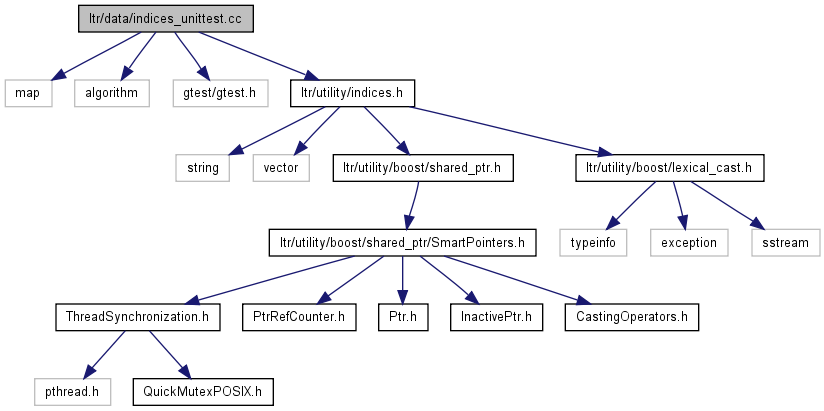 ltr/data/indices_unittest.cc
map
algorithm
gtest/gtest.h
ltr/utility/indices.h
string
vector
ltr/utility/boost/shared_ptr.h
ltr/utility/boost/lexical_cast.h
ltr/utility/boost/shared_ptr/SmartPointers.h
typeinfo
exception
sstream
ThreadSynchronization.h
PtrRefCounter.h
Ptr.h
InactivePtr.h
CastingOperators.h
pthread.h
QuickMutexPOSIX.h